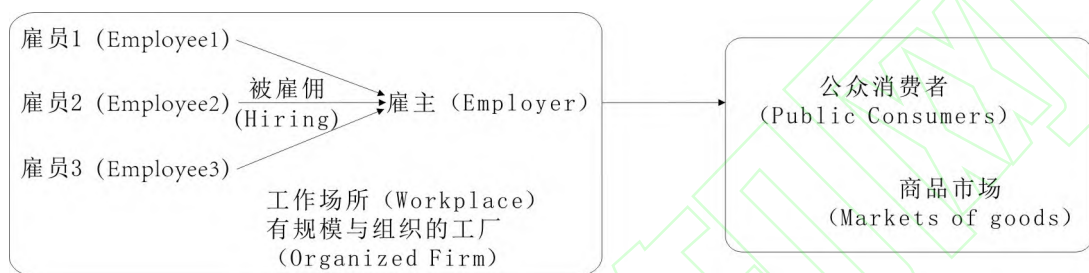 雇员1 (Employee1)
雇员2 (Employee2)
雇员3 (Employee3)
被雇佣
(Hiring)
雇主（Employer）
工作场所（Workplace）
有规模与组织的工厂
（Organized Firm）
公众消费者
（Public Consumers）
商品市场
（Markets of goods）